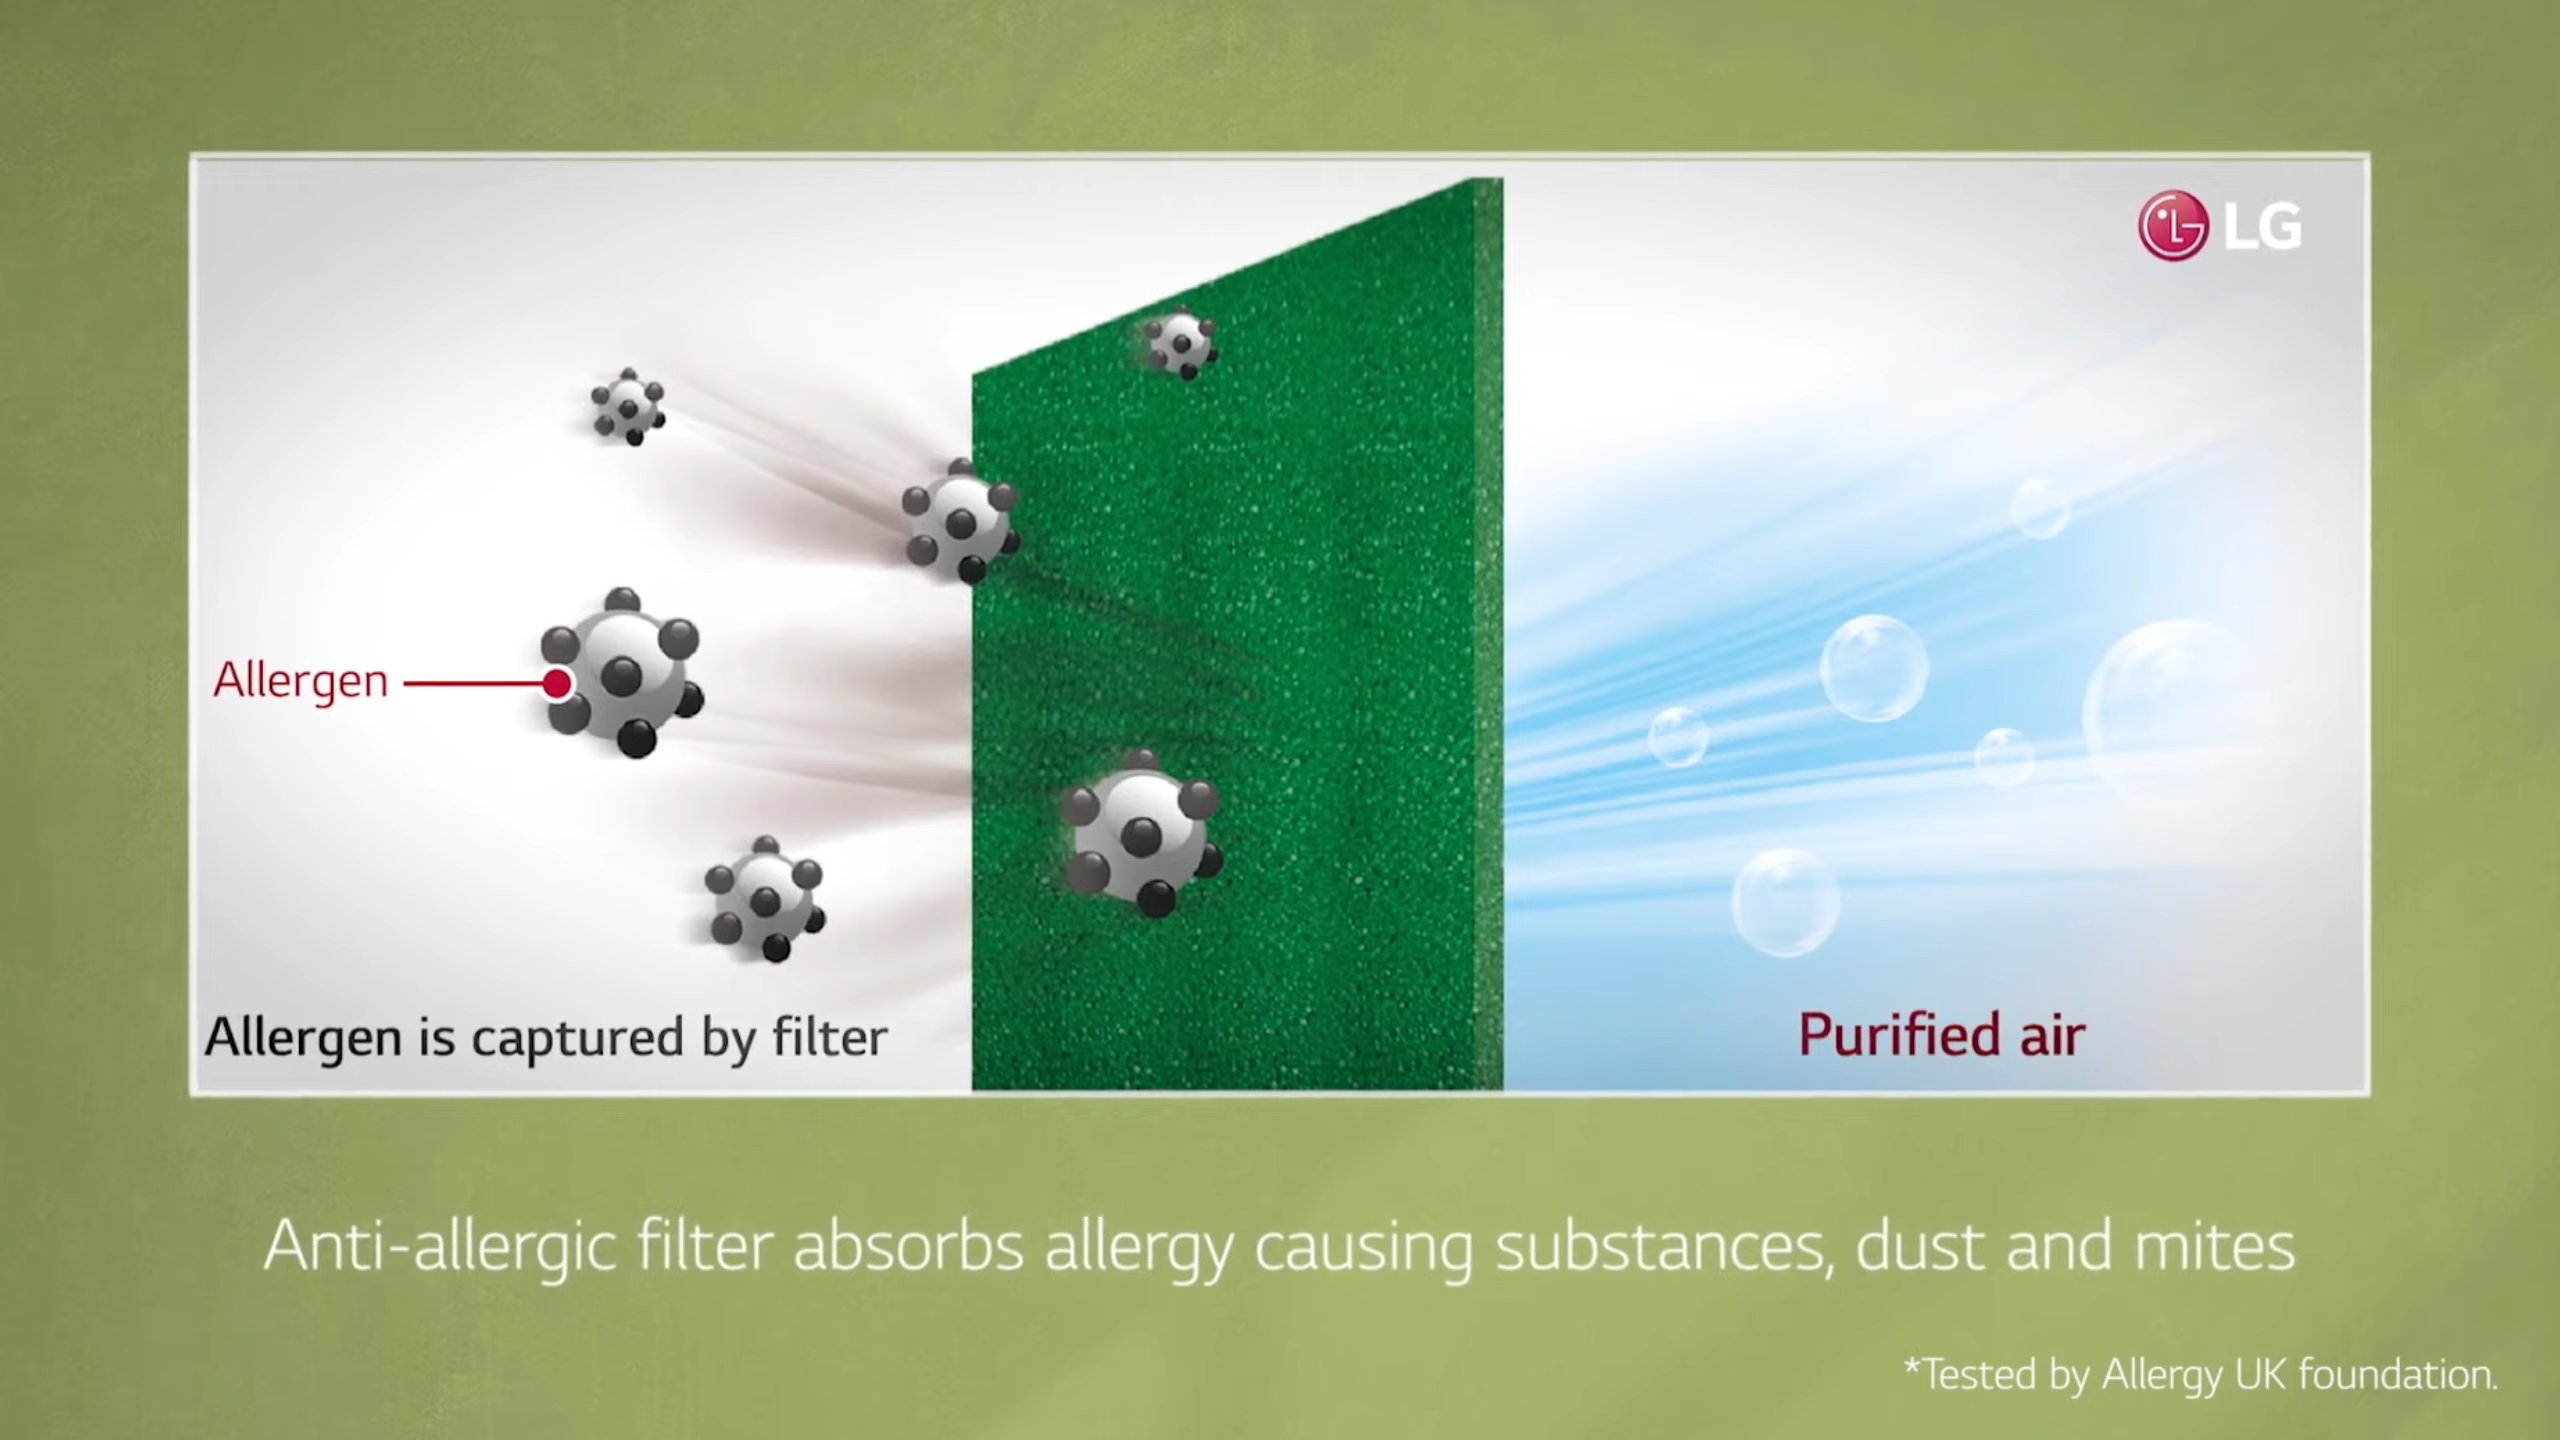 LG
Allergen
Allergen is captured by filter
Purified air
Anti-allergic filter absorbs allergy causing substances, dust and mites
*Tested by Allergy UK foundation.